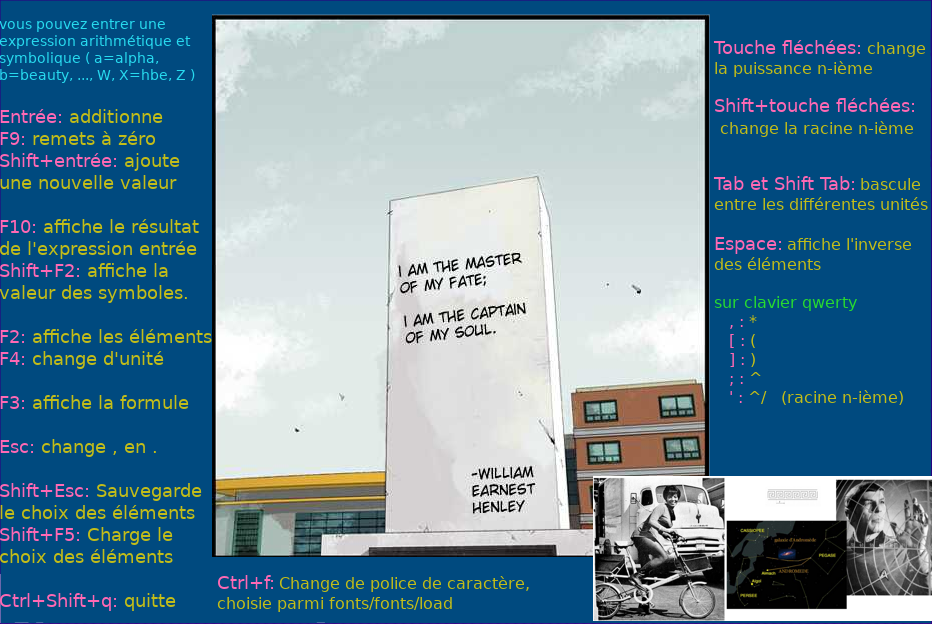 vous pouvez entrer une
expression arithmétique et
symbolique ( a=alpha,
b=beauty, ..., W, X=hbe, Z )
Entrée: additionne
F9: remets à zéro
Shift+entrée: ajoute
une nouvelle valeur
F10: affiche le résultat
de l'expression entrée
Shift+F2: affiche la
valeur des symboles.
F2: affiche les éléments
F4: change d'unité
F3: affiche la formule
Esc: change , en .
Shift+Esc: Sauvegarde
le choix des éléments
Shift+F5: Charge le
choix des éléments
Ctrl+Shift+q: quitte
I AM THE MASTER
OF MY FATE;
I AM THE CAPTAIN
OF MY SOUL.
-WILLIAM
EARNEST
HENLEY
Ctrl+f: Change de police de caractère,
choisie parmi fonts/fonts/load
Touche fléchées: change
la puissance n-ième
Shift+touche fléchées:
change la racine n-ième
Tab et Shift Tab: bascule
entre les différentes unités
Espace: affiche l'inverse
des éléments
sur clavier qwerty
, : *
[ : (
] : )
; : ^
' : ^/ (racine n-ième)
CASSIOPEE
galaxie d'Andromède
PEGASE
Almach
ANDROMEDE
Algol
PERSEE